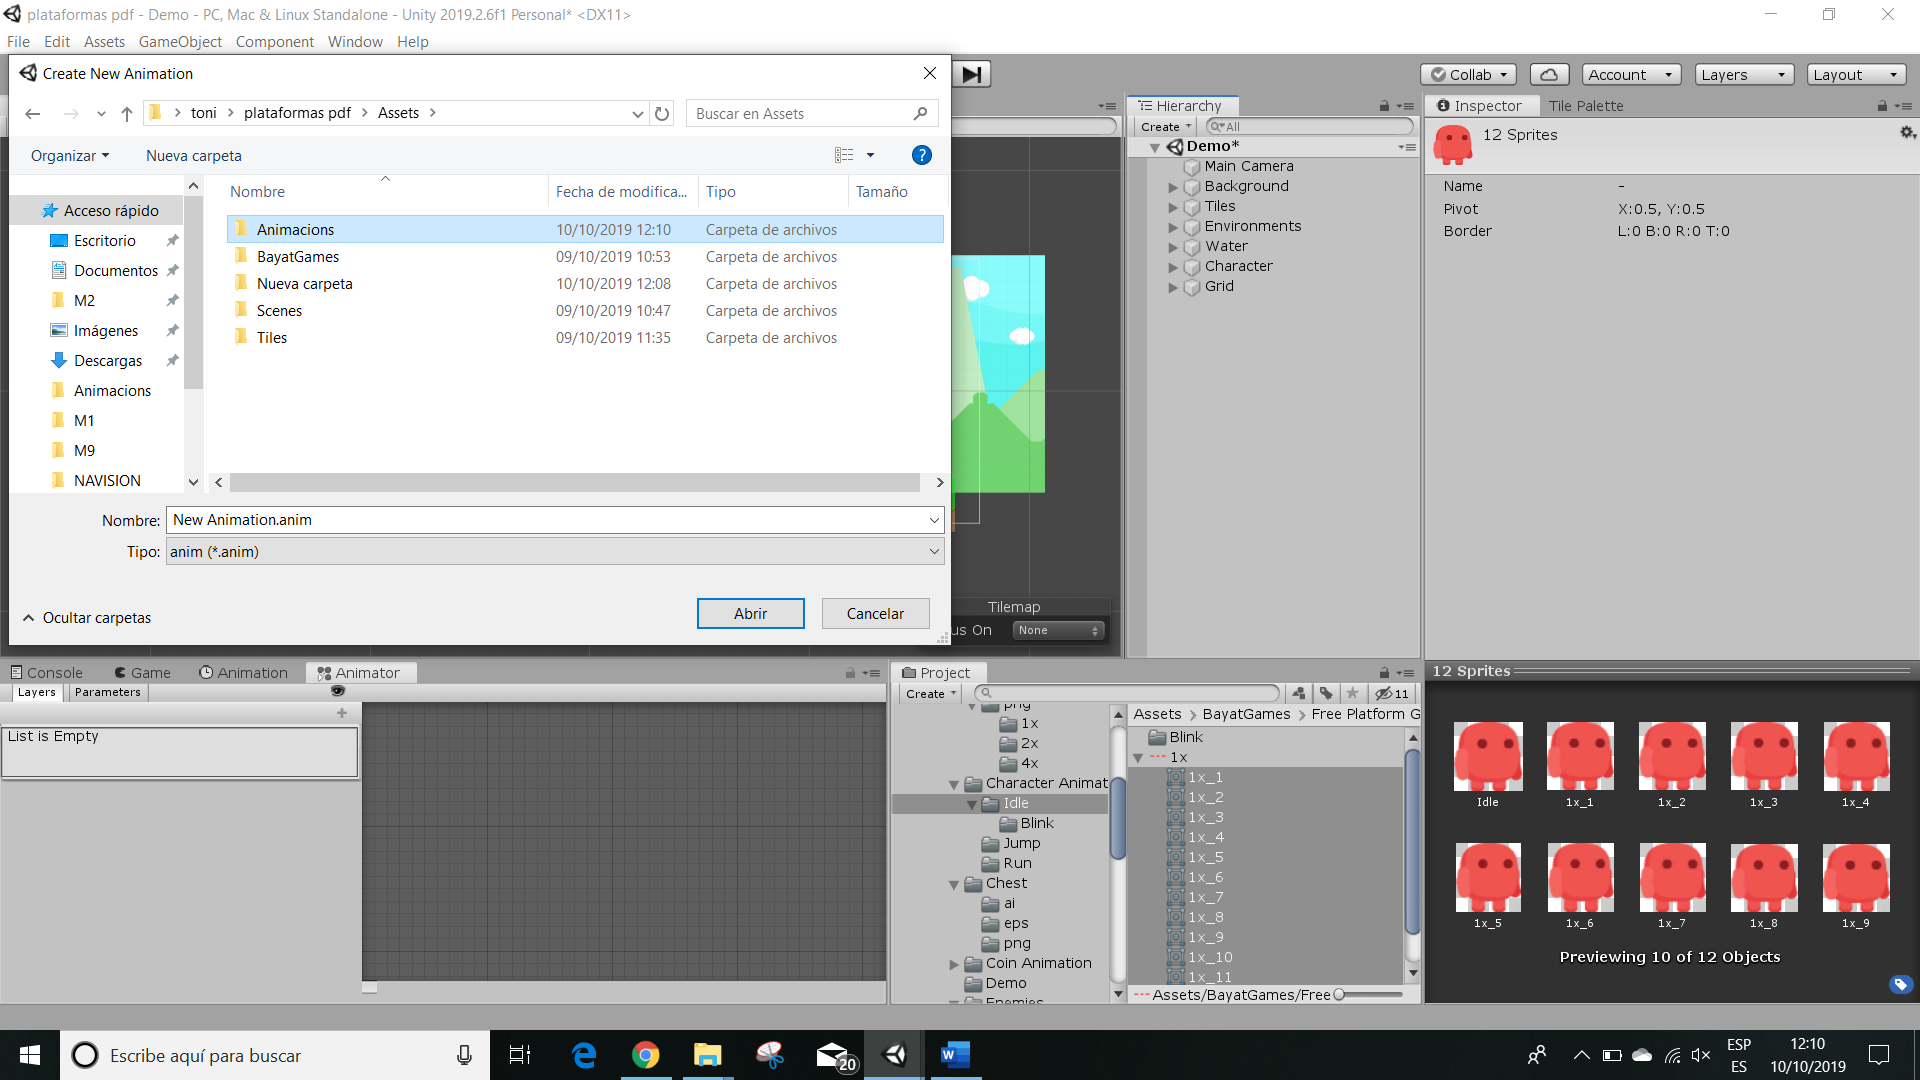 plataformas pdf - Demo - PC, Mac & Linux Standalone - Unity 2019.2.6f1 Personal* <DX11>
File Edit Assets GameObject Component Window Help
Create New Animation
toni plataformas pdf Assets
Buscar en Assets
Organizar Nueva carpeta
Nombre Fecha de modifica... Tipo Tamaño
Acceso rápido
Escritorio
Documentos
M2
Imágenes
Descargas
Animacions
M1
M9
NAVISION
Animacions 10/10/2019 12:10 Carpeta de archivos
BayatGames 09/10/2019 10:53 Carpeta de archivos
Nueva carpeta 10/10/2019 12:08 Carpeta de archivos
Scenes 09/10/2019 10:47 Carpeta de archivos
Tiles 09/10/2019 11:35 Carpeta de archivos
Nombre: New Animation.anim
Tipo: anim (*.anim)
Ocultar carpetas
Abrir Cancelar
Collab Account Layers Layout
Tilemap
us On None
Hierarchy
Create All
Demo*
Main Camera
Background
Tiles
Environments
Water
Character
Grid
Inspector Tile Palette
12 Sprites
Name -
Pivot X:0.5, Y:0.5
Border L:0 B:0 R:0 T:0
Console Game Animation Animator
Layers Parameters
List is Empty
Project
Create
11
png
1x
2x
4x
Character Animat
Idle
Blink
Jump
Run
Chest
ai
eps
png
Coin Animation
Demo
Enemies
Assets BayatGames Free Platform G
Blink
1x
1x_1
1x_2
1x_3
1x_4
1x_5
1x_6
1x_7
1x_8
1x_9
1x_10
1x_11
Assets/BayatGames/Free
12 Sprites
Idle 1x_1 1x_2 1x_3 1x_4
1x_5 1x_6 1x_7 1x_8 1x_9
Previewing 10 of 12 Objects
Escribe aquí para buscar
20
ESP
ES
12:10
10/10/2019